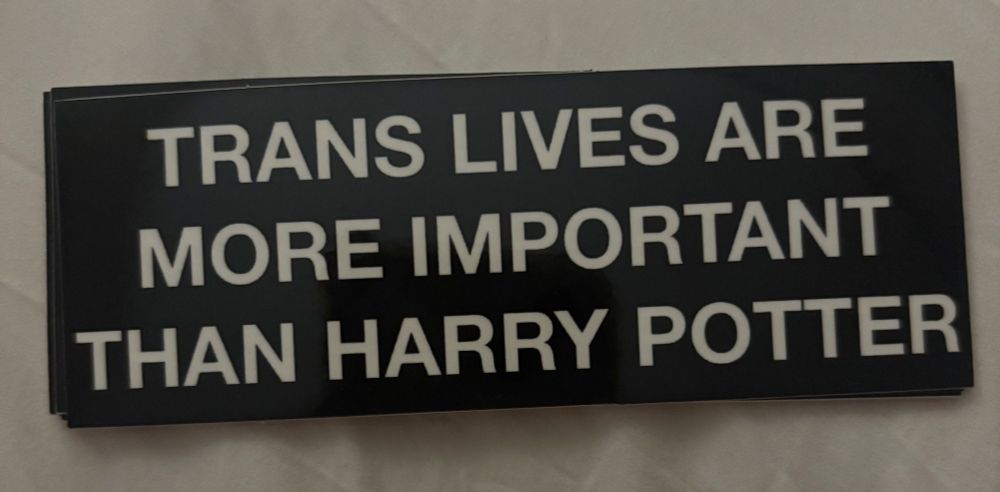 TRANS LIVES ARE
MORE IMPORTANT
THAN HARRY POTTER